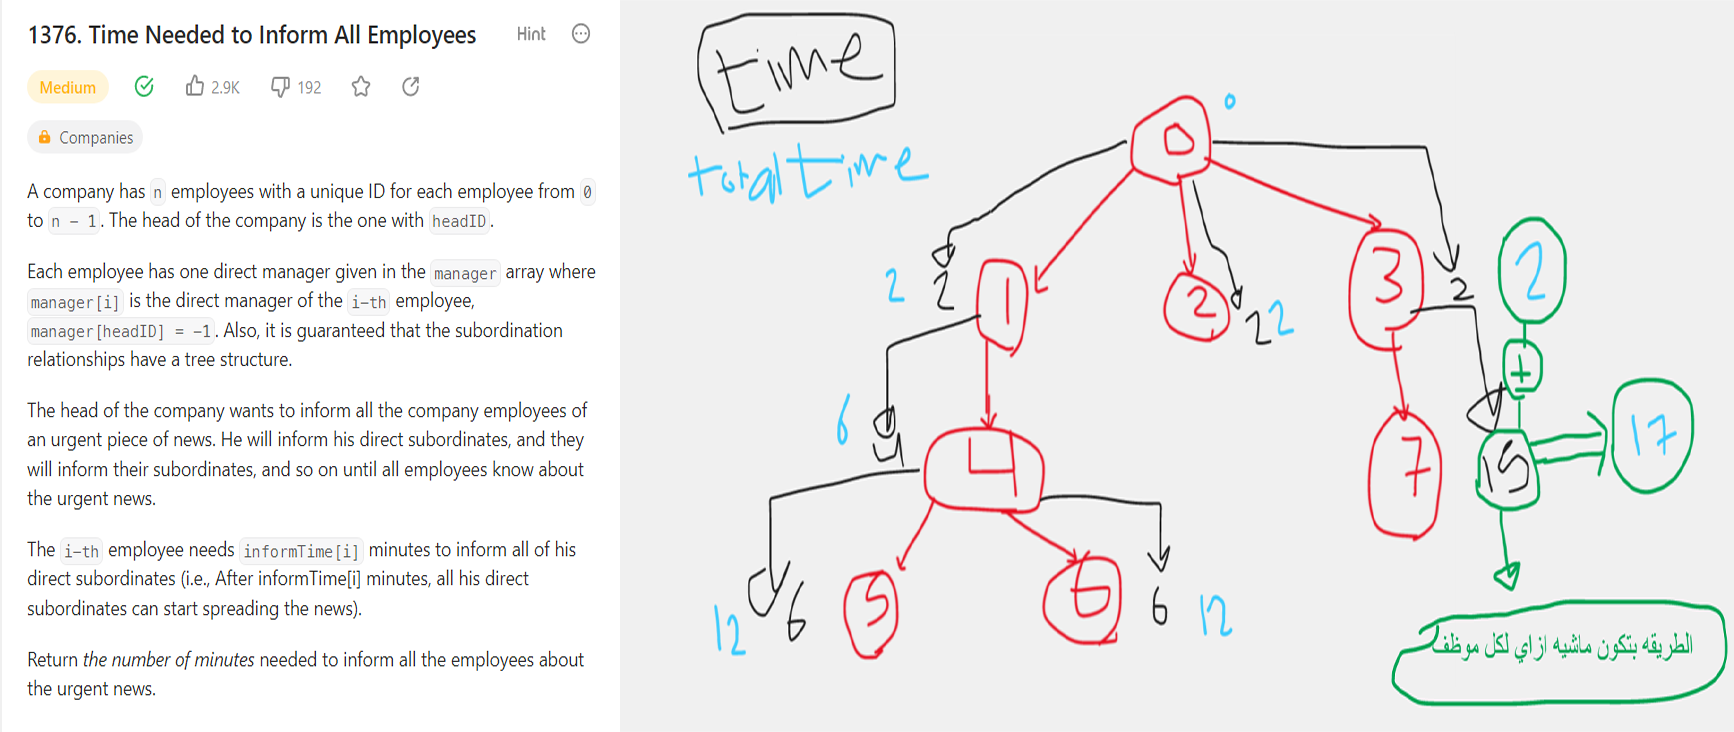 1376. Time Needed to Inform All Employees
Hint
Medium
2.9K
192
Companies
A company has n employees with a unique ID for each employee from 0
to n - 1. The head of the company is the one with headID.
Each employee has one direct manager given in the manager array where
manager[i] is the direct manager of the i-th employee,
manager[headID] = -1. Also, it is guaranteed that the subordination
relationships have a tree structure.
The head of the company wants to inform all the company employees of
an urgent piece of news. He will inform his direct subordinates, and they
will inform their subordinates, and so on until all employees know about
the urgent news.
The i-th employee needs informTime[i] minutes to inform all of his
direct subordinates (i.e., After informTime[i] minutes, all his direct
subordinates can start spreading the news).
Return the number of minutes needed to inform all the employees about
the urgent news.
time
total time
0
0
2
2
1
2
2
2
3
2
2
+
6
4
4
7
15
17
12
6
5
6
6
12
الطريقه بتكون ماشيه ازاي لكل موظف